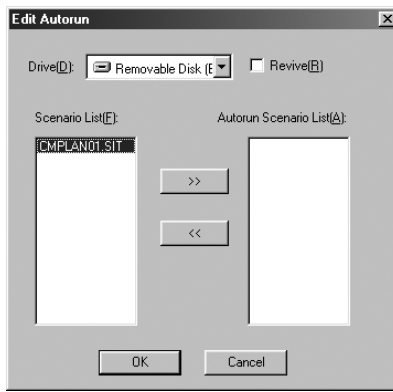 Edit Autorun
Drive(D): Removable Disk (E Revive(R)
Scenario List(F): Autorun Scenario List(A):
CMPLAN01.SIT
>>
<<
OK Cancel